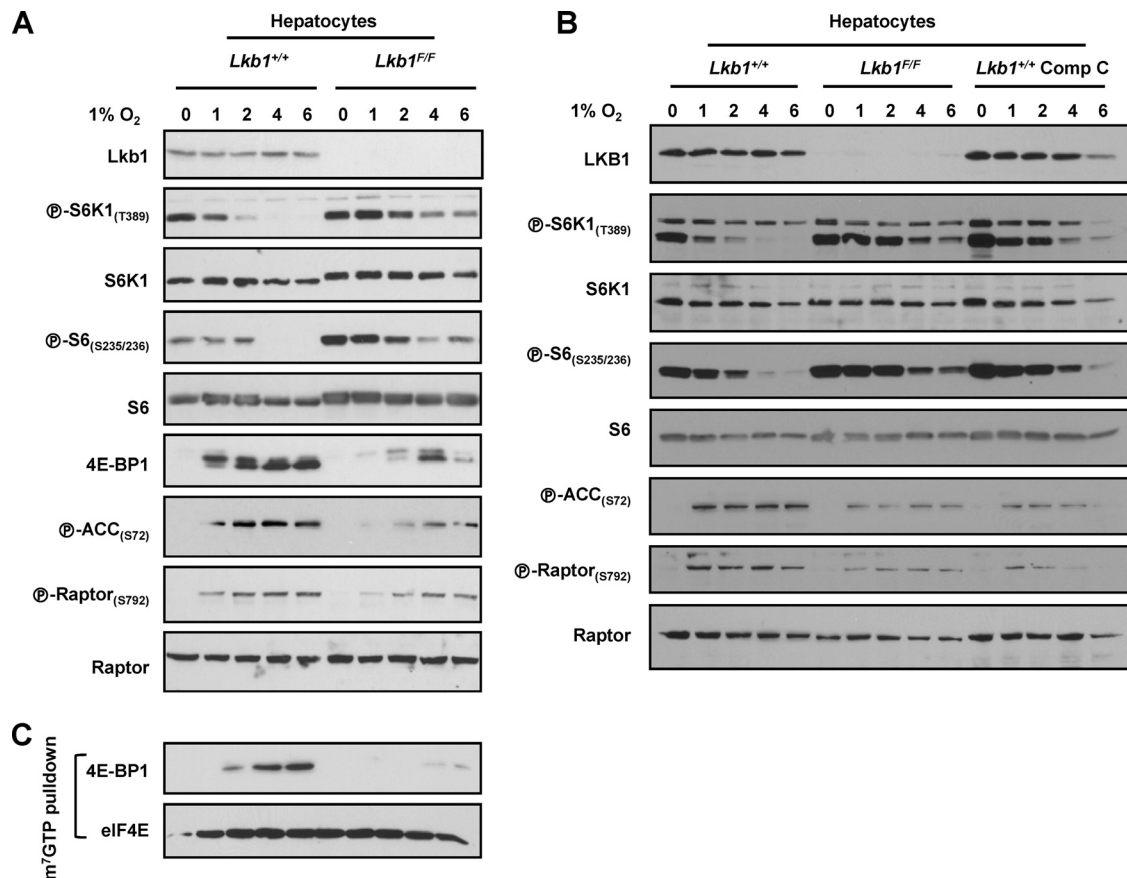 A
Hepatocytes
Lkb1+/+ Lkb1F/F
1% O2 0 1 2 4 6 0 1 2 4 6
Lkb1
Ⓟ-S6K1(T389)
S6K1
Ⓟ-S6(S235/236)
S6
4E-BP1
Ⓟ-ACC(S72)
Ⓟ-Raptor(S792)
Raptor
B
Hepatocytes
Lkb1+/+ Lkb1F/F Lkb1+/+ Comp C
1% O2 0 1 2 4 6 0 1 2 4 6 0 1 2 4 6
LKB1
Ⓟ-S6K1(T389)
S6K1
Ⓟ-S6(S235/236)
S6
Ⓟ-ACC(S72)
Ⓟ-Raptor(S792)
Raptor
C
m7GTP pulldown
4E-BP1
eIF4E